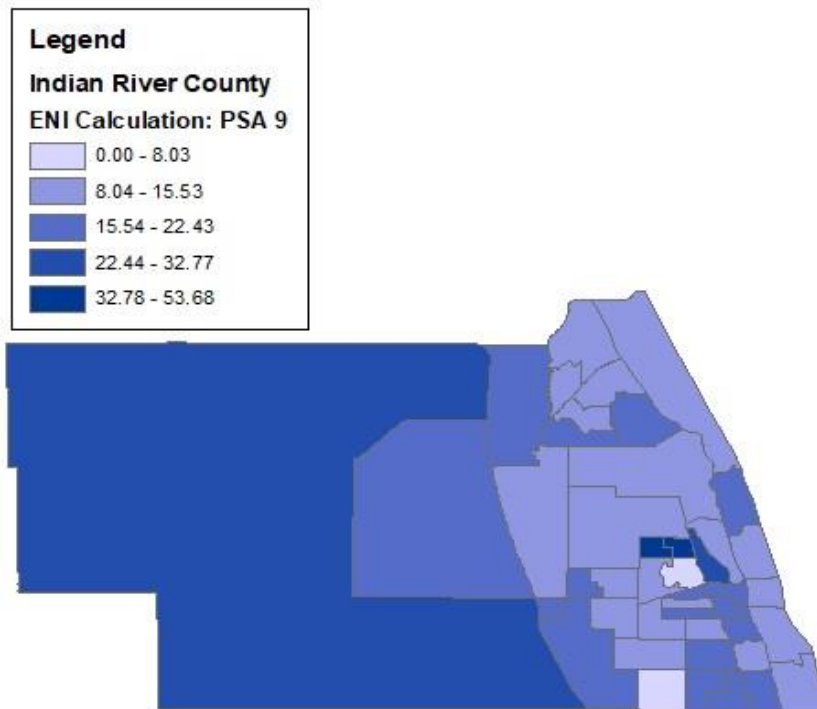 Legend
Indian River County
ENI Calculation: PSA 9
0.00 - 8.03
8.04 - 15.53
15.54 - 22.43
22.44 - 32.77
32.78 - 53.68